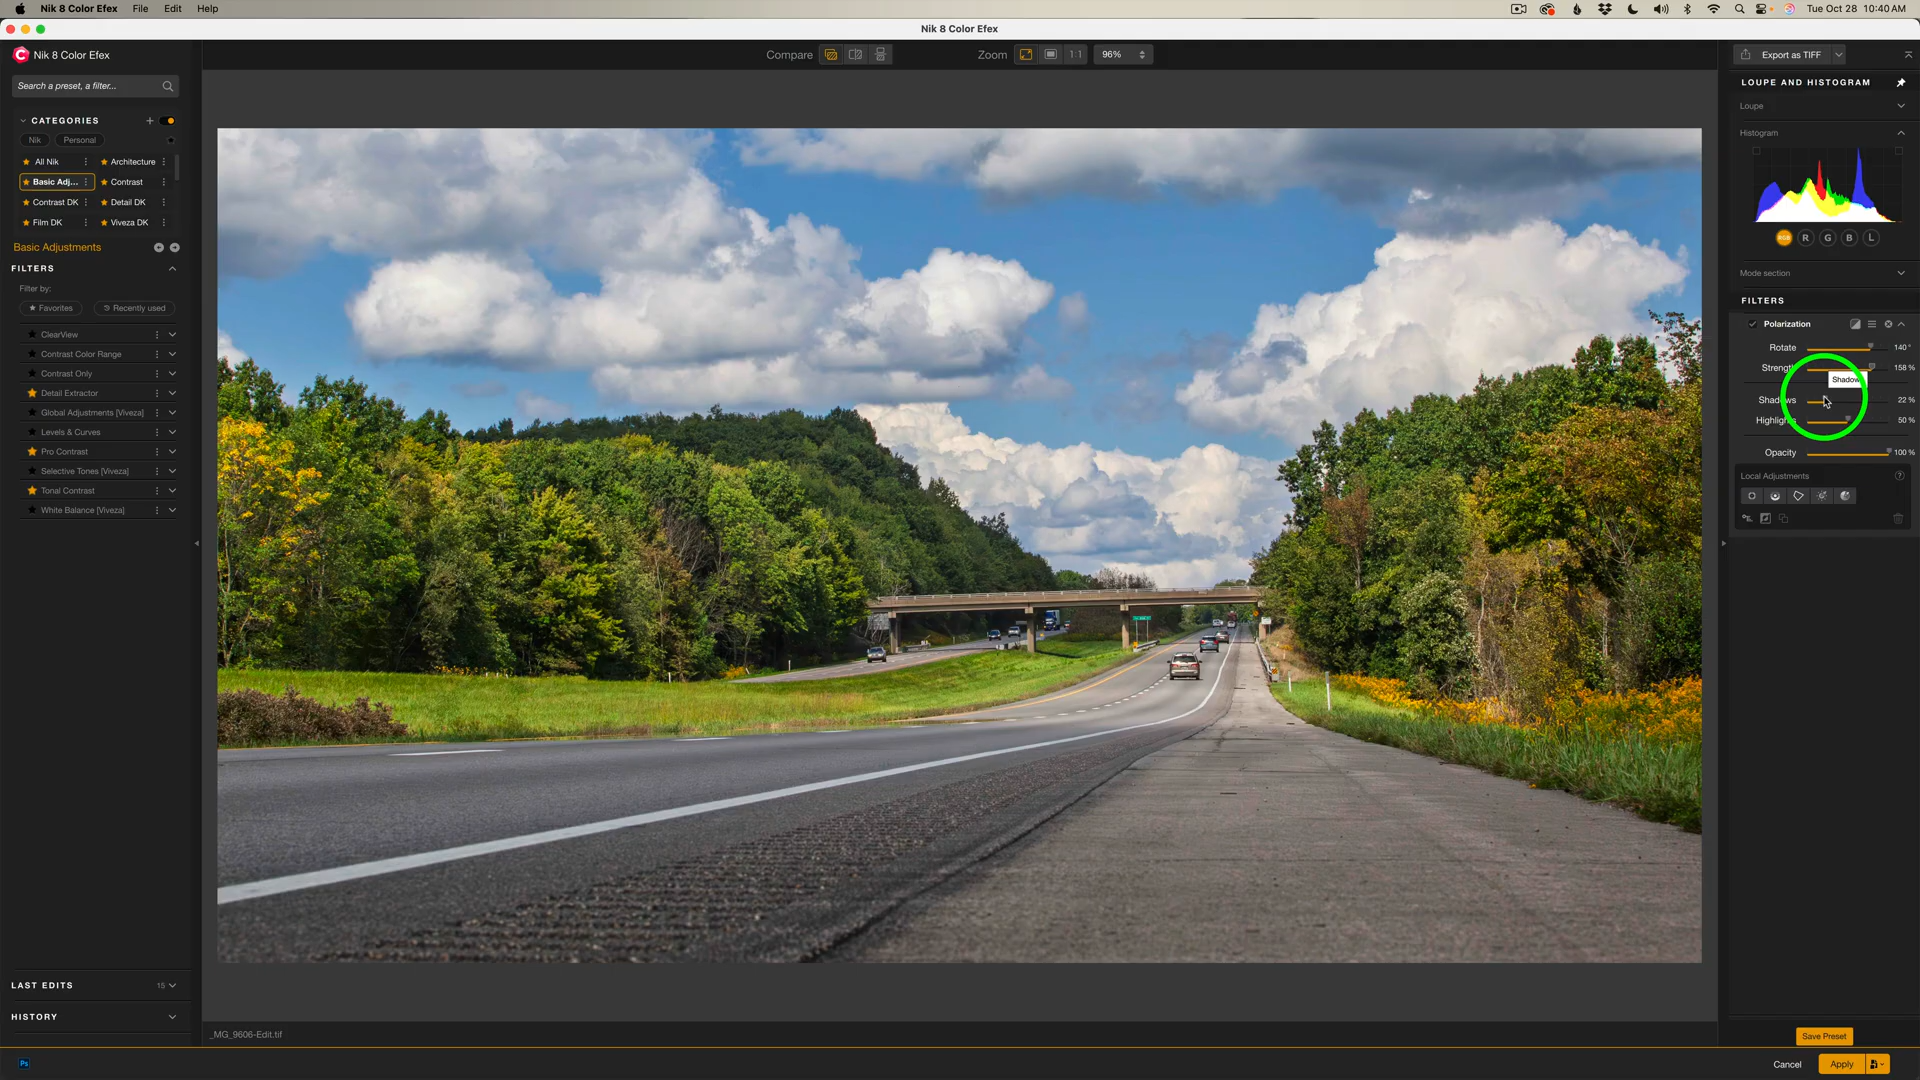 Nik 8 Color Efex File Edit Help Tue Oct 28 10:40 AM
Nik 8 Color Efex
Nik 8 Color Efex Compare Zoom 1:1 96% Export as TIFF
Search a preset, a filter...
CATEGORIES
Nik Personal
All Nik Architecture
Basic Adj... Contrast
Contrast DK Detail DK
Film DK Viveza DK
Basic Adjustments
FILTERS
Filter by:
Favorites Recently used
ClearView
Contrast Color Range
Contrast Only
Detail Extractor
Global Adjustments [Viveza]
Levels & Curves
Pro Contrast
Selective Tones [Viveza]
Tonal Contrast
White Balance [Viveza]
LAST EDITS 15
HISTORY
_MG_9606-Edit.tif
LOUPE AND HISTOGRAM
Loupe
Histogram
RGB R G B L
Mode section
FILTERS
Polarization
Rotate 140 °
Strength 158 %
Shadow
Shadows 22 %
Highlights 50 %
Opacity 100 %
Local Adjustments ?
Save Preset
Ps Cancel Apply